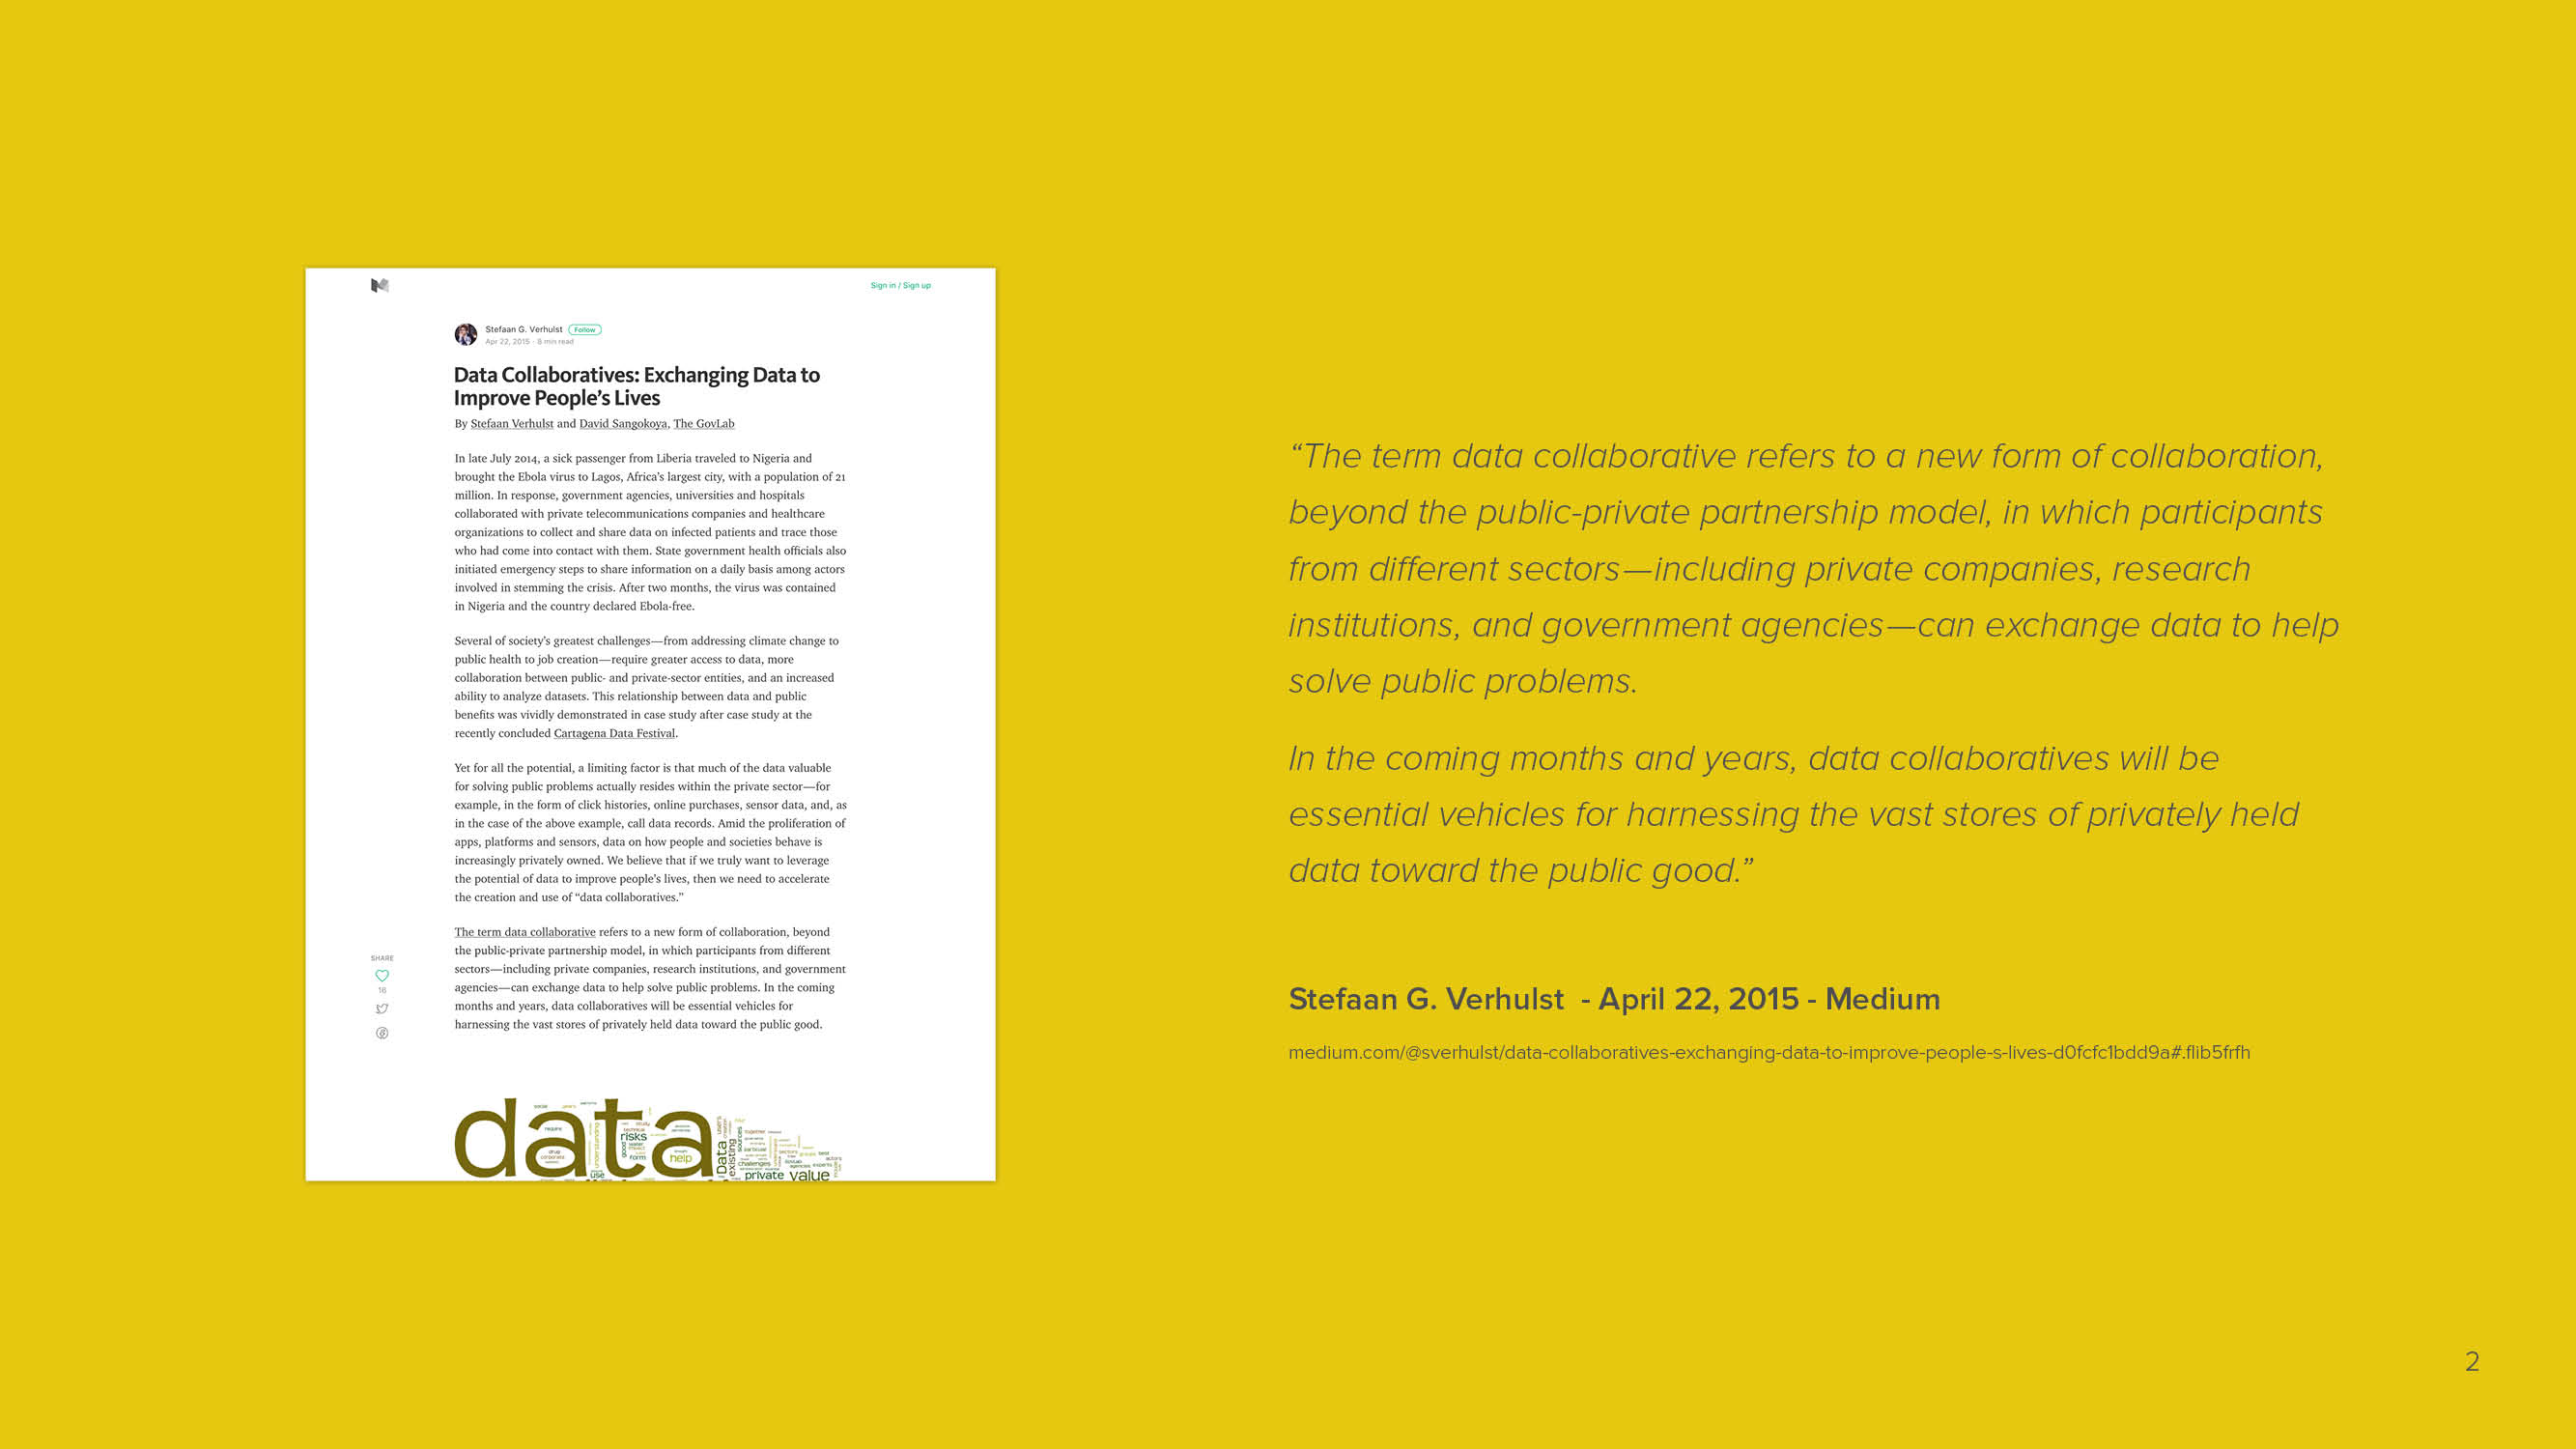 Sign in / Sign up
Stefaan G. Verhulst Follow
Apr 22, 2015 · 8 min read
Data Collaboratives: Exchanging Data to
Improve People’s Lives
By Stefaan Verhulst and David Sangokoya, The GovLab
In late July 2014, a sick passenger from Liberia traveled to Nigeria and
brought the Ebola virus to Lagos, Africa’s largest city, with a population of 21
million. In response, government agencies, universities and hospitals
collaborated with private telecommunications companies and healthcare
organizations to collect and share data on infected patients and trace those
who had come into contact with them. State government health officials also
initiated emergency steps to share information on a daily basis among actors
involved in stemming the crisis. After two months, the virus was contained
in Nigeria and the country declared Ebola-free.
Several of society’s greatest challenges—from addressing climate change to
public health to job creation—require greater access to data, more
collaboration between public- and private-sector entities, and an increased
ability to analyze datasets. This relationship between data and public
benefits was vividly demonstrated in case study after case study at the
recently concluded Cartagena Data Festival.
Yet for all the potential, a limiting factor is that much of the data valuable
for solving public problems actually resides within the private sector—for
example, in the form of click histories, online purchases, sensor data, and, as
in the case of the above example, call data records. Amid the proliferation of
apps, platforms and sensors, data on how people and societies behave is
increasingly privately owned. We believe that if we truly want to leverage
the potential of data to improve people’s lives, then we need to accelerate
the creation and use of “data collaboratives.”
The term data collaborative refers to a new form of collaboration, beyond
the public-private partnership model, in which participants from different
sectors—including private companies, research institutions, and government
agencies—can exchange data to help solve public problems. In the coming
months and years, data collaboratives will be essential vehicles for
harnessing the vast stores of privately held data toward the public good.
SHARE
16
data
risks
help
form
use
understanding
require
technical
good
Data
existing
sources
together
particular
challenges
private value
“The term data collaborative refers to a new form of collaboration,
beyond the public-private partnership model, in which participants
from different sectors—including private companies, research
institutions, and government agencies—can exchange data to help
solve public problems.
In the coming months and years, data collaboratives will be
essential vehicles for harnessing the vast stores of privately held
data toward the public good.”
Stefaan G. Verhulst - April 22, 2015 - Medium
medium.com/@sverhulst/data-collaboratives-exchanging-data-to-improve-people-s-lives-d0fcfc1bdd9a#.flib5frfh
2